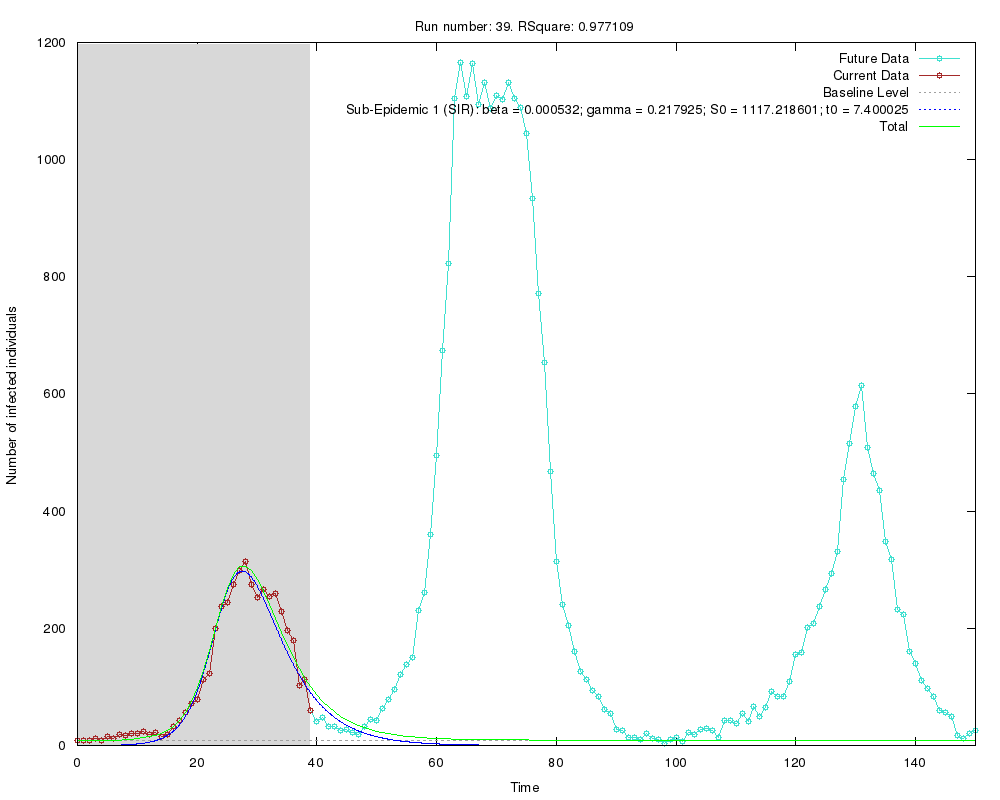 Run number: 39. RSquare: 0.977109
Future Data
Current Data
Baseline Level
Sub-Epidemic 1 (SIR): beta = 0.000532; gamma = 0.217925; S0 = 1117.218601; t0 = 7.400025
Total
1200
1000
800
600
400
200
0
Number of infected individuals
0 20 40 60 80 100 120 140
Time